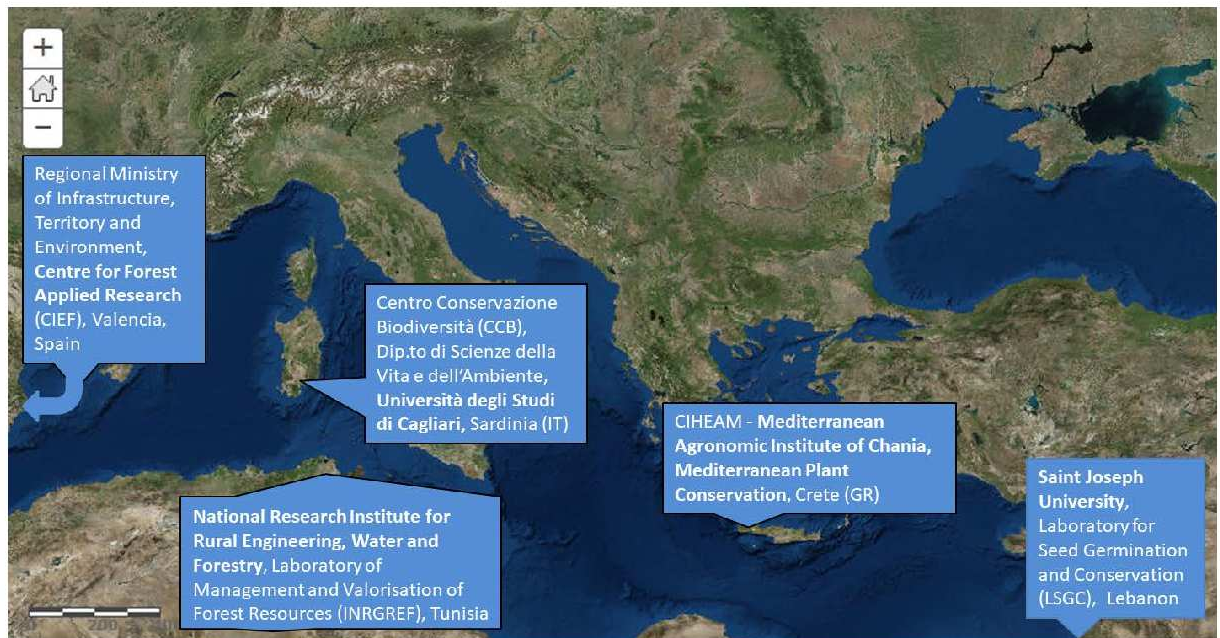 +
−
Regional Ministry
of Infrastructure,
Territory and
Environment,
Centre for Forest
Applied Research
(CIEF), Valencia,
Spain
Centro Conservazione
Biodiversità (CCB),
Dip.to di Scienze della
Vita e dell'Ambiente,
Università degli Studi
di Cagliari, Sardinia (IT)
CIHEAM - Mediterranean
Agronomic Institute of Chania,
Mediterranean Plant
Conservation, Crete (GR)
National Research Institute for
Rural Engineering, Water and
Forestry, Laboratory of
Management and Valorisation of
Forest Resources (INRGREF), Tunisia
Saint Joseph
University,
Laboratory for
Seed Germination
and Conservation
(LSGC), Lebanon